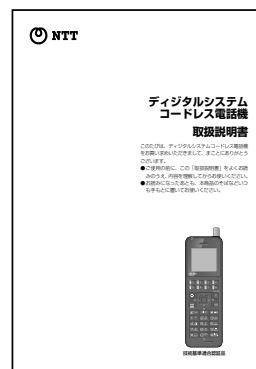 NTT
ディジタルシステム
コードレス電話機
取扱説明書
このたびは、ディジタルシステムコードレス電話機
をお買い求めいただきまして、まことにありがとう
ございます。
●ご使用の前に、この「取扱説明書」をよくお読
みのうえ、内容を理解してからお使いください。
●お読みになったあとも、本商品のそばなどいつ
も手もとに置いてお使いください。
技術基準適合認証品